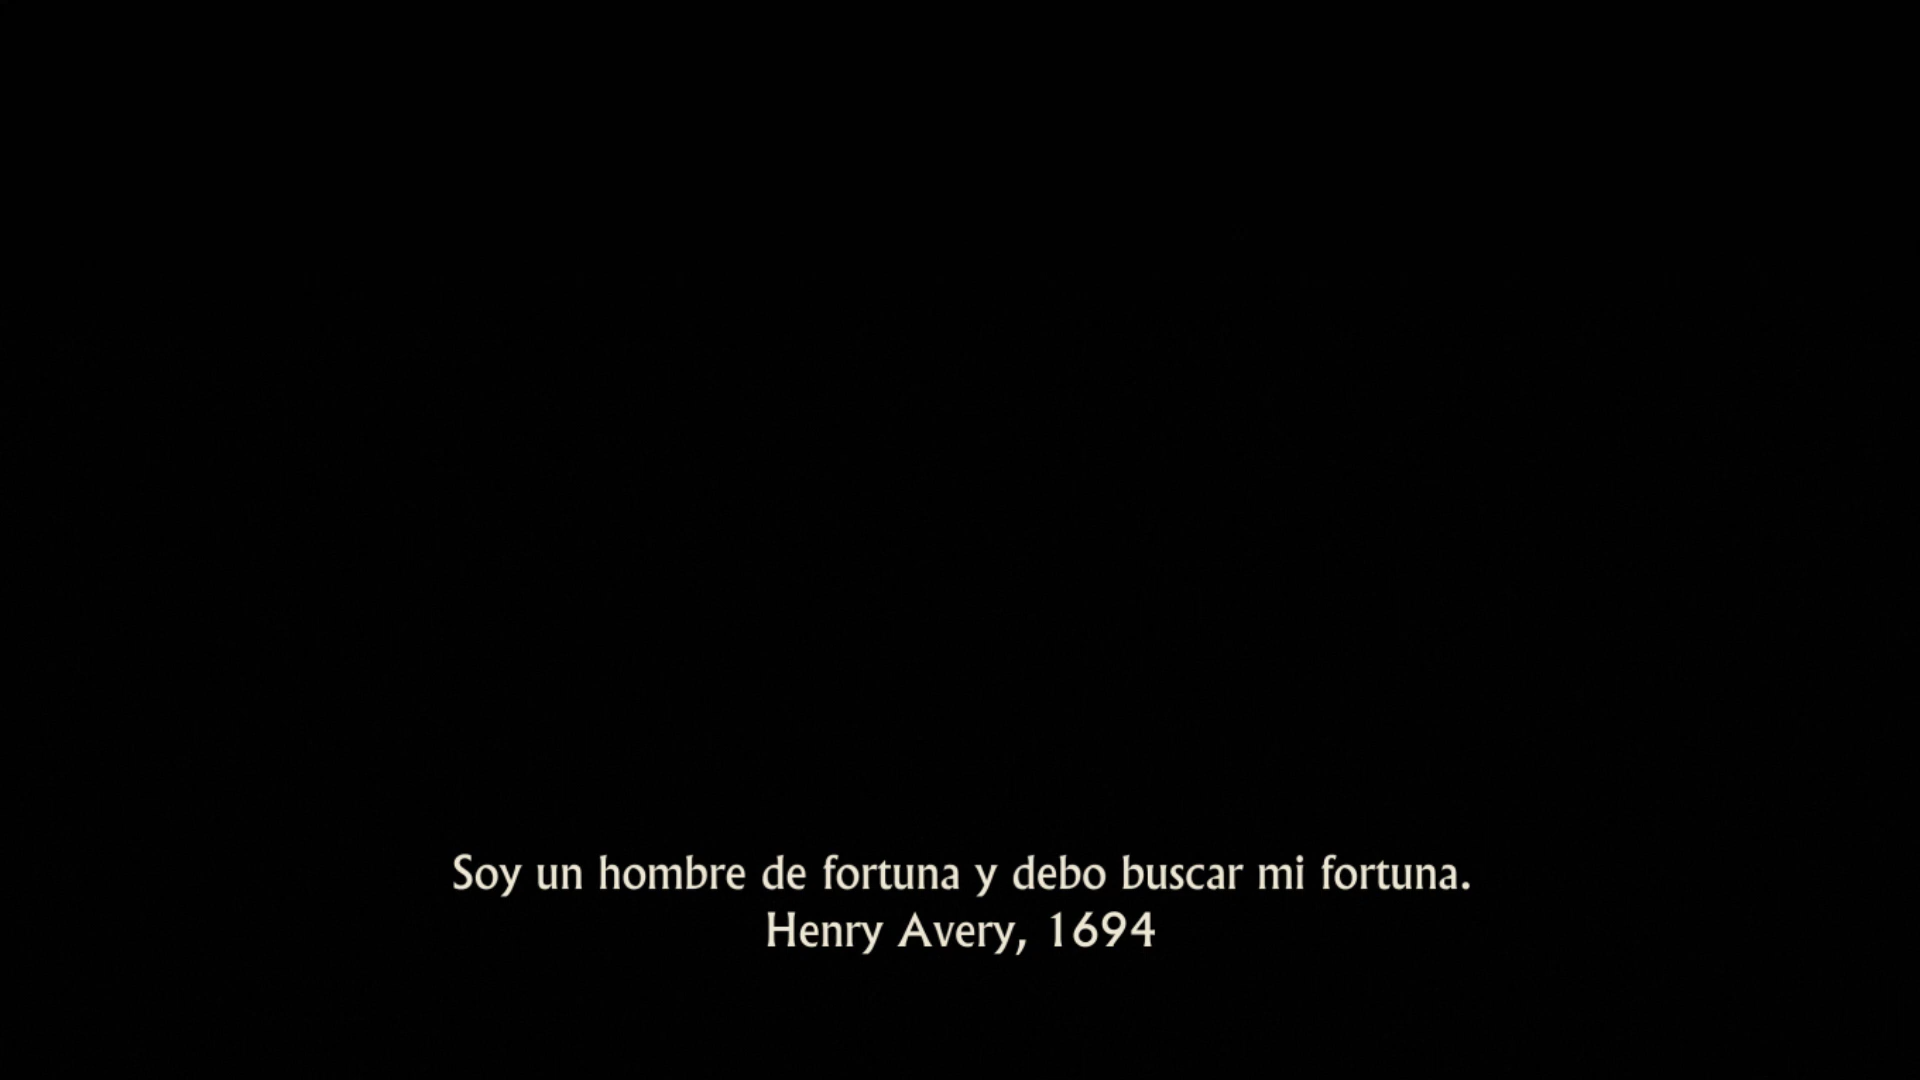 Soy un hombre de fortuna y debo buscar mi fortuna.
Henry Avery, 1694